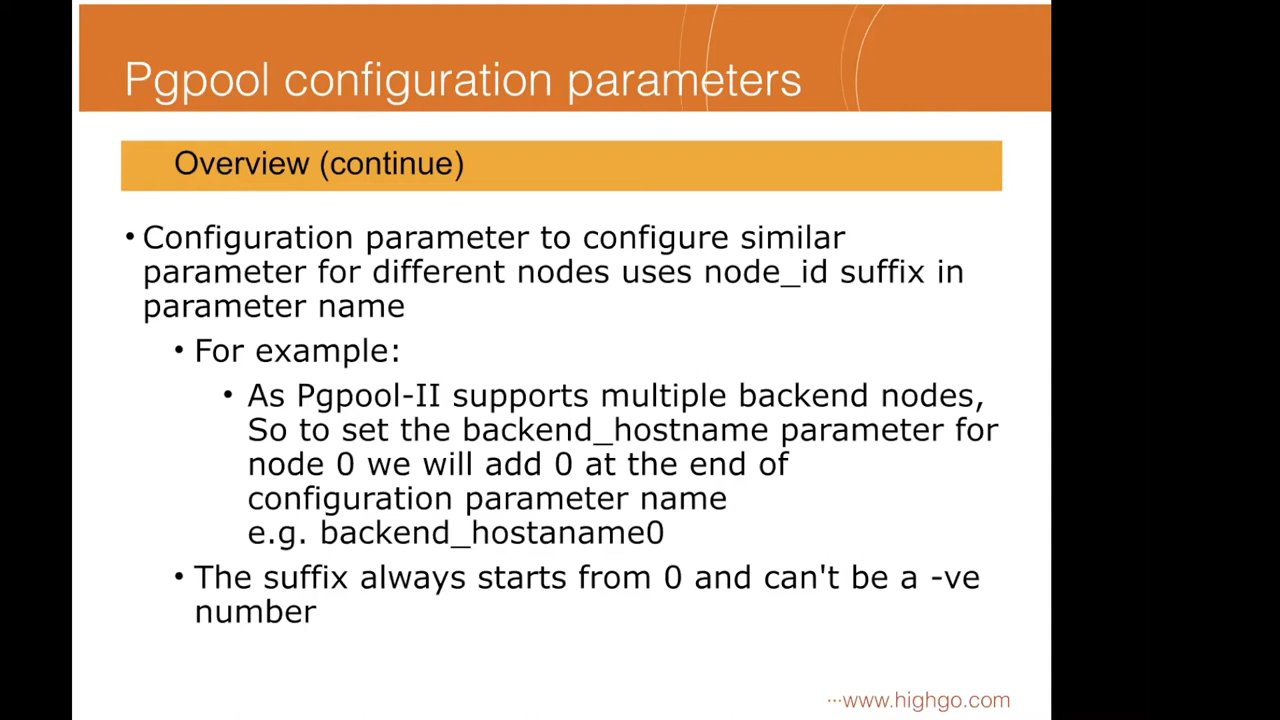 Pgpool configuration parameters
Overview (continue)
• Configuration parameter to configure similar
parameter for different nodes uses node_id suffix in
parameter name
• For example:
• As Pgpool-II supports multiple backend nodes,
So to set the backend_hostname parameter for
node 0 we will add 0 at the end of
configuration parameter name
e.g. backend_hostaname0
• The suffix always starts from 0 and can't be a -ve
number
···www.highgo.com